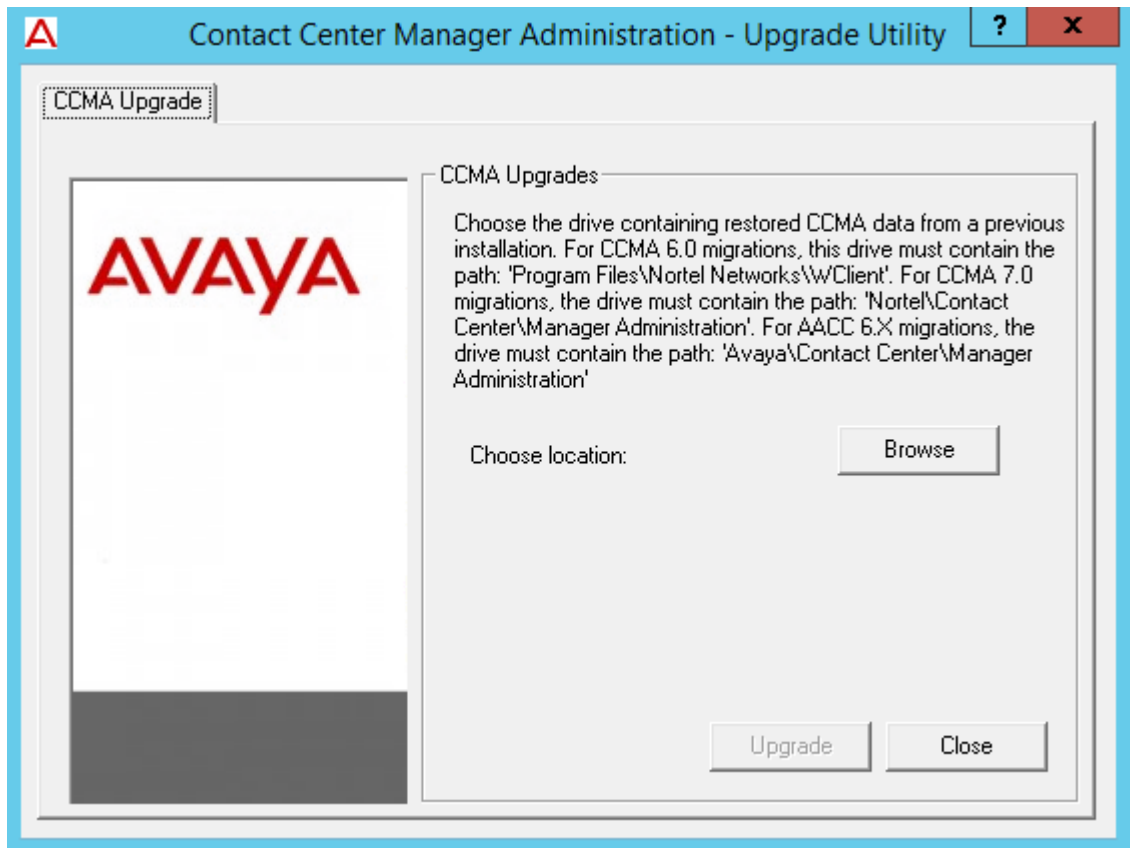 Contact Center Manager Administration - Upgrade Utility ? x
CCMA Upgrade
AVAYA
CCMA Upgrades
Choose the drive containing restored CCMA data from a previous
installation. For CCMA 6.0 migrations, this drive must contain the
path: 'Program Files\Nortel Networks\WClient'. For CCMA 7.0
migrations, the drive must contain the path: 'Nortel\Contact
Center\Manager Administration'. For AACC 6.X migrations, the
drive must contain the path: 'Avaya\Contact Center\Manager
Administration'
Choose location:
Browse
Upgrade
Close